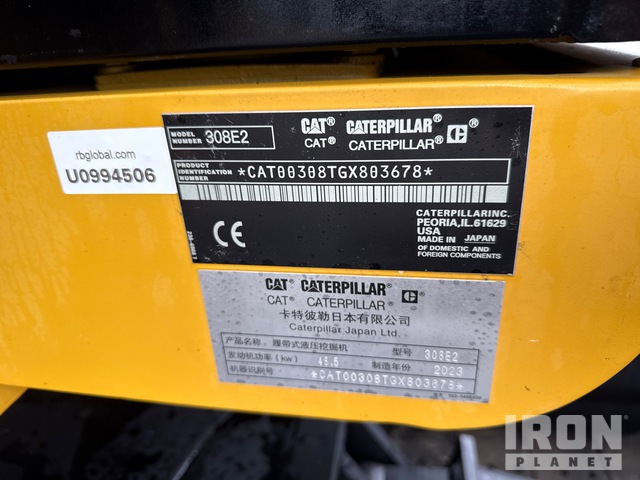 rbglobal.com
U0994506
MODEL NUMBER 308E2
CAT® CATERPILLAR®
CAT® CATERPILLAR®
PRODUCT IDENTIFICATION NUMBER *CAT00308TGX803678*
CE
CATERPILLAR INC.
PEORIA, IL. 61629
USA
MADE IN JAPAN
OF DOMESTIC AND
FOREIGN COMPONENTS
CAT® CATERPILLAR®
CAT® CATERPILLAR®
卡特彼勒日本有限公司
Caterpillar Japan Ltd.
产品名称: 履带式液压挖掘机 型号 308E2
发动机功率(kw) 48.5 制造年份 2023
机器识别号 *CAT00308TGX803678*
IRON
PLANET